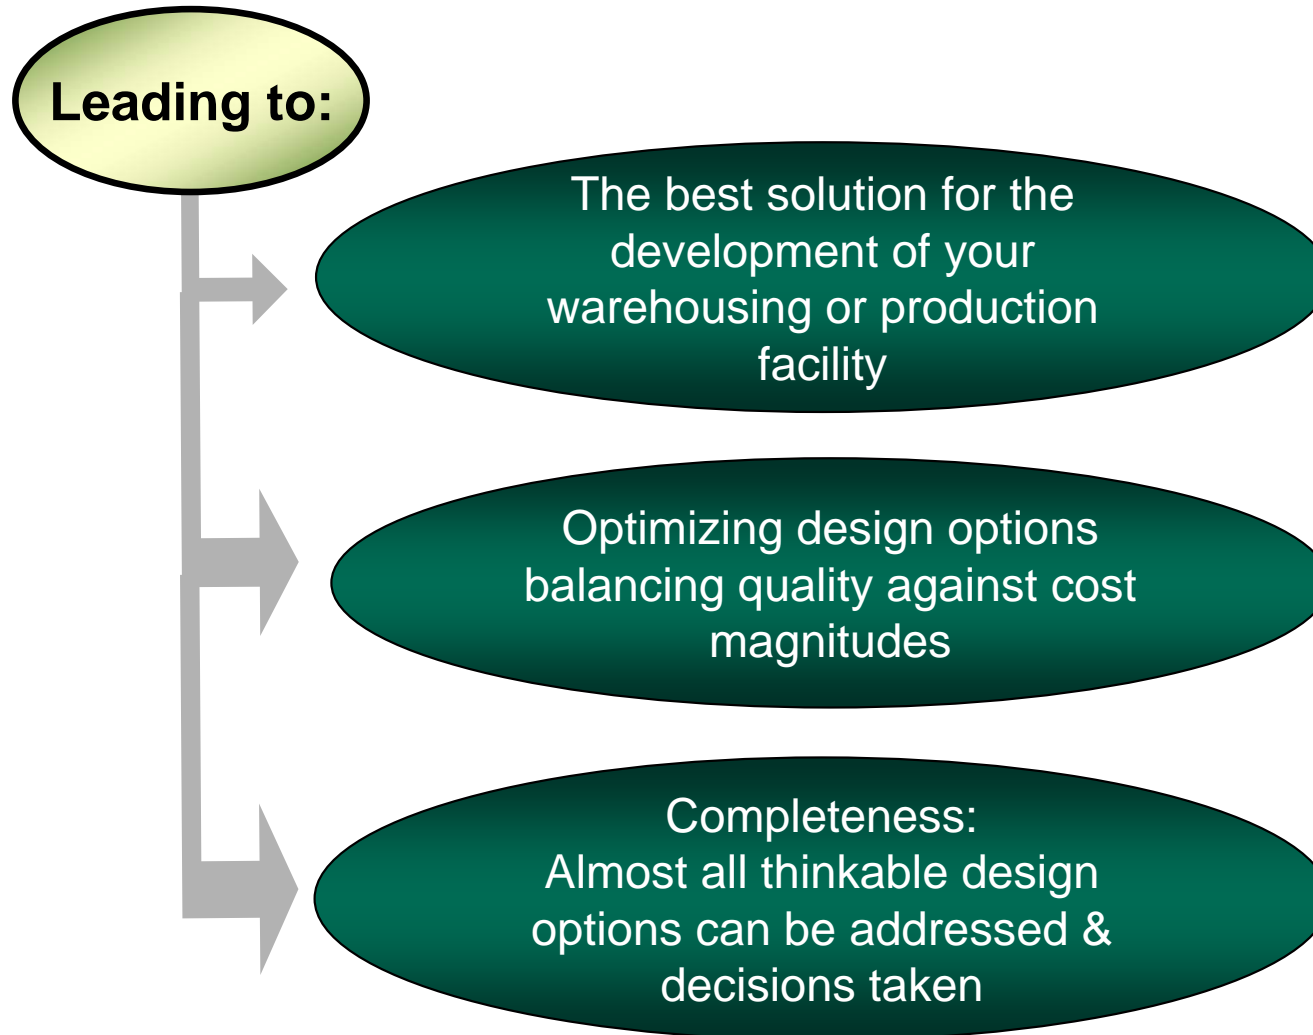 Leading to:
The best solution for the
development of your
warehousing or production
facility
Optimizing design options
balancing quality against cost
magnitudes
Completeness:
Almost all thinkable design
options can be addressed &
decisions taken